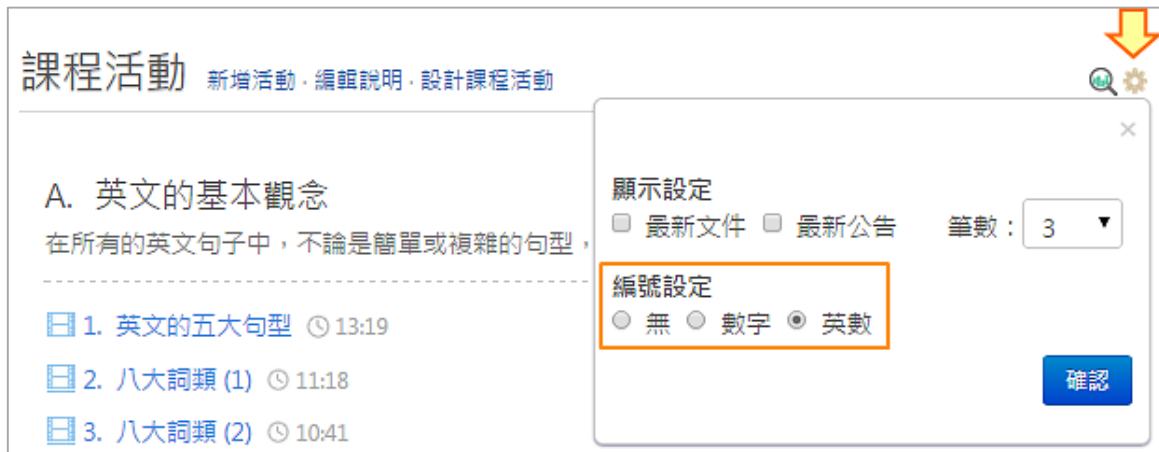 課程活動 新增活動 · 編輯說明 · 設計課程活動
A. 英文的基本觀念
在所有的英文句子中，不論是簡單或複雜的句型，
1. 英文的五大句型 13:19
2. 八大詞類 (1) 11:18
3. 八大詞類 (2) 10:41
×
顯示設定
最新文件 最新公告 筆數：3
編號設定
無 數字 英數
確認